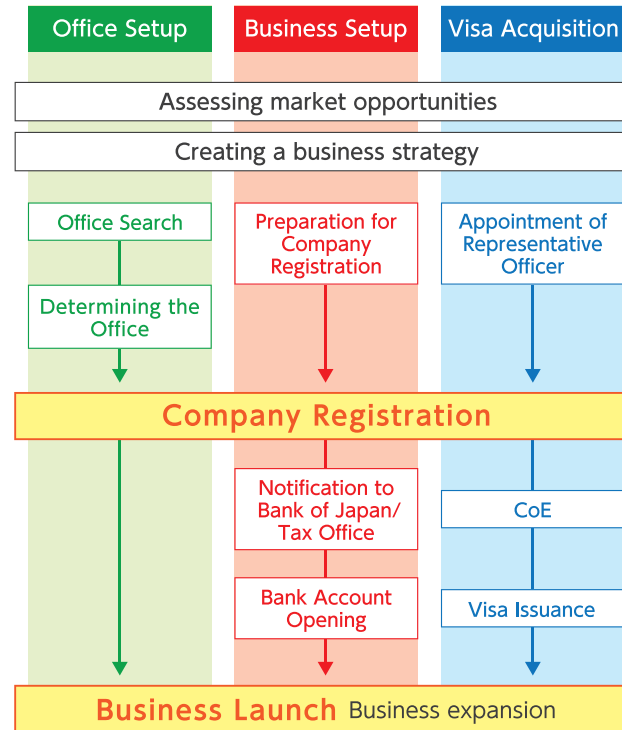 Office Setup
Business Setup
Visa Acquisition
Assessing market opportunities
Creating a business strategy
Office Search
Determining the
Office
Preparation for
Company
Registration
Appointment of
Representative
Officer
Company Registration
Notification to
Bank of Japan/
Tax Office
Bank Account
Opening
CoE
Visa Issuance
Business Launch Business expansion